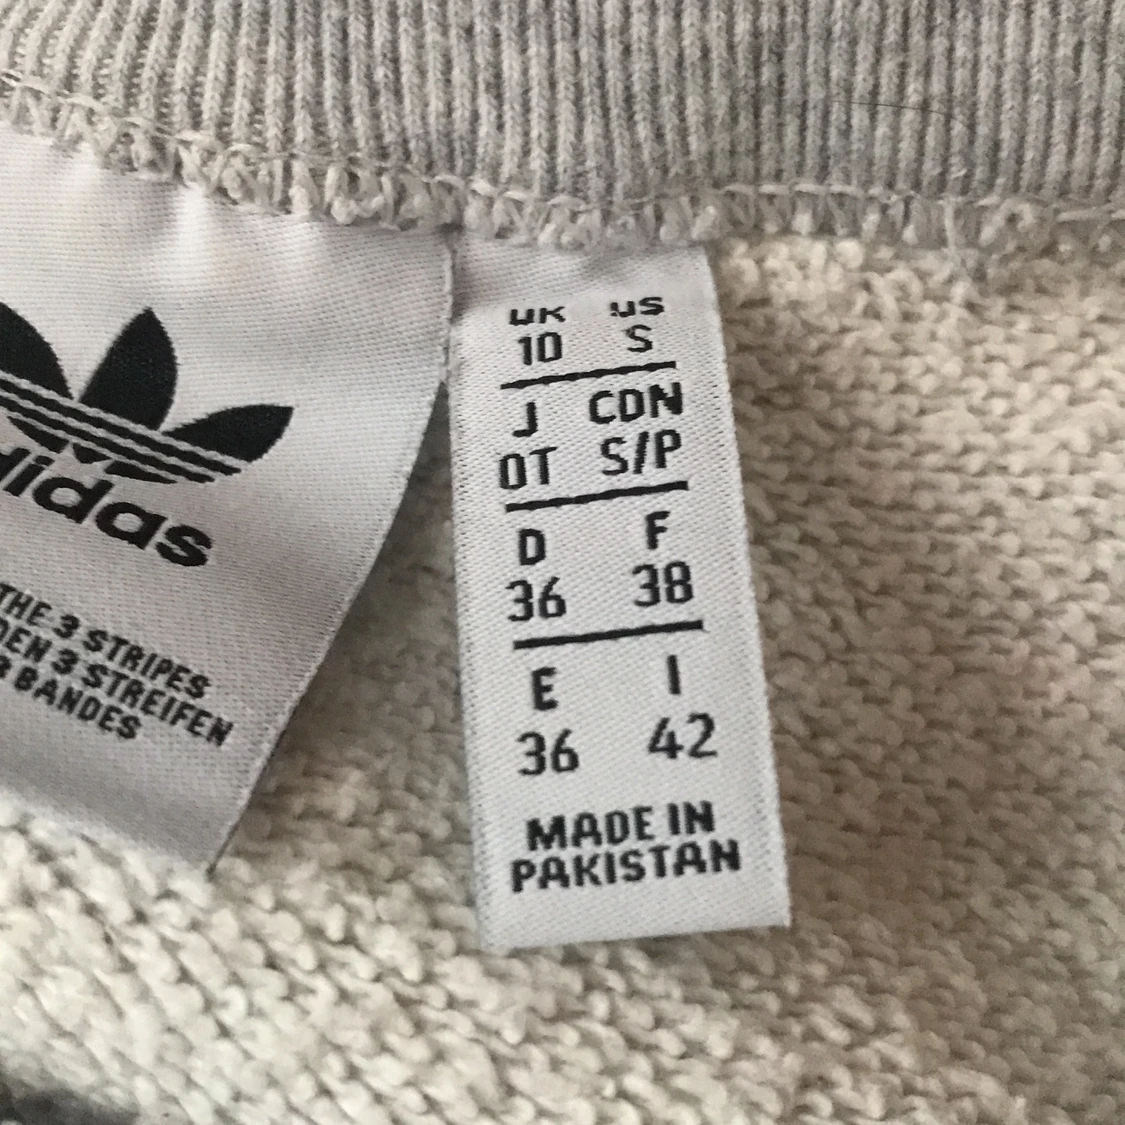 adidas
THE 3 STRIPES
DEN 3 STREIFEN
3 BANDES
UK US
10 S
J CDN
OT S/P
D F
36 38
E I
36 42
MADE IN
PAKISTAN